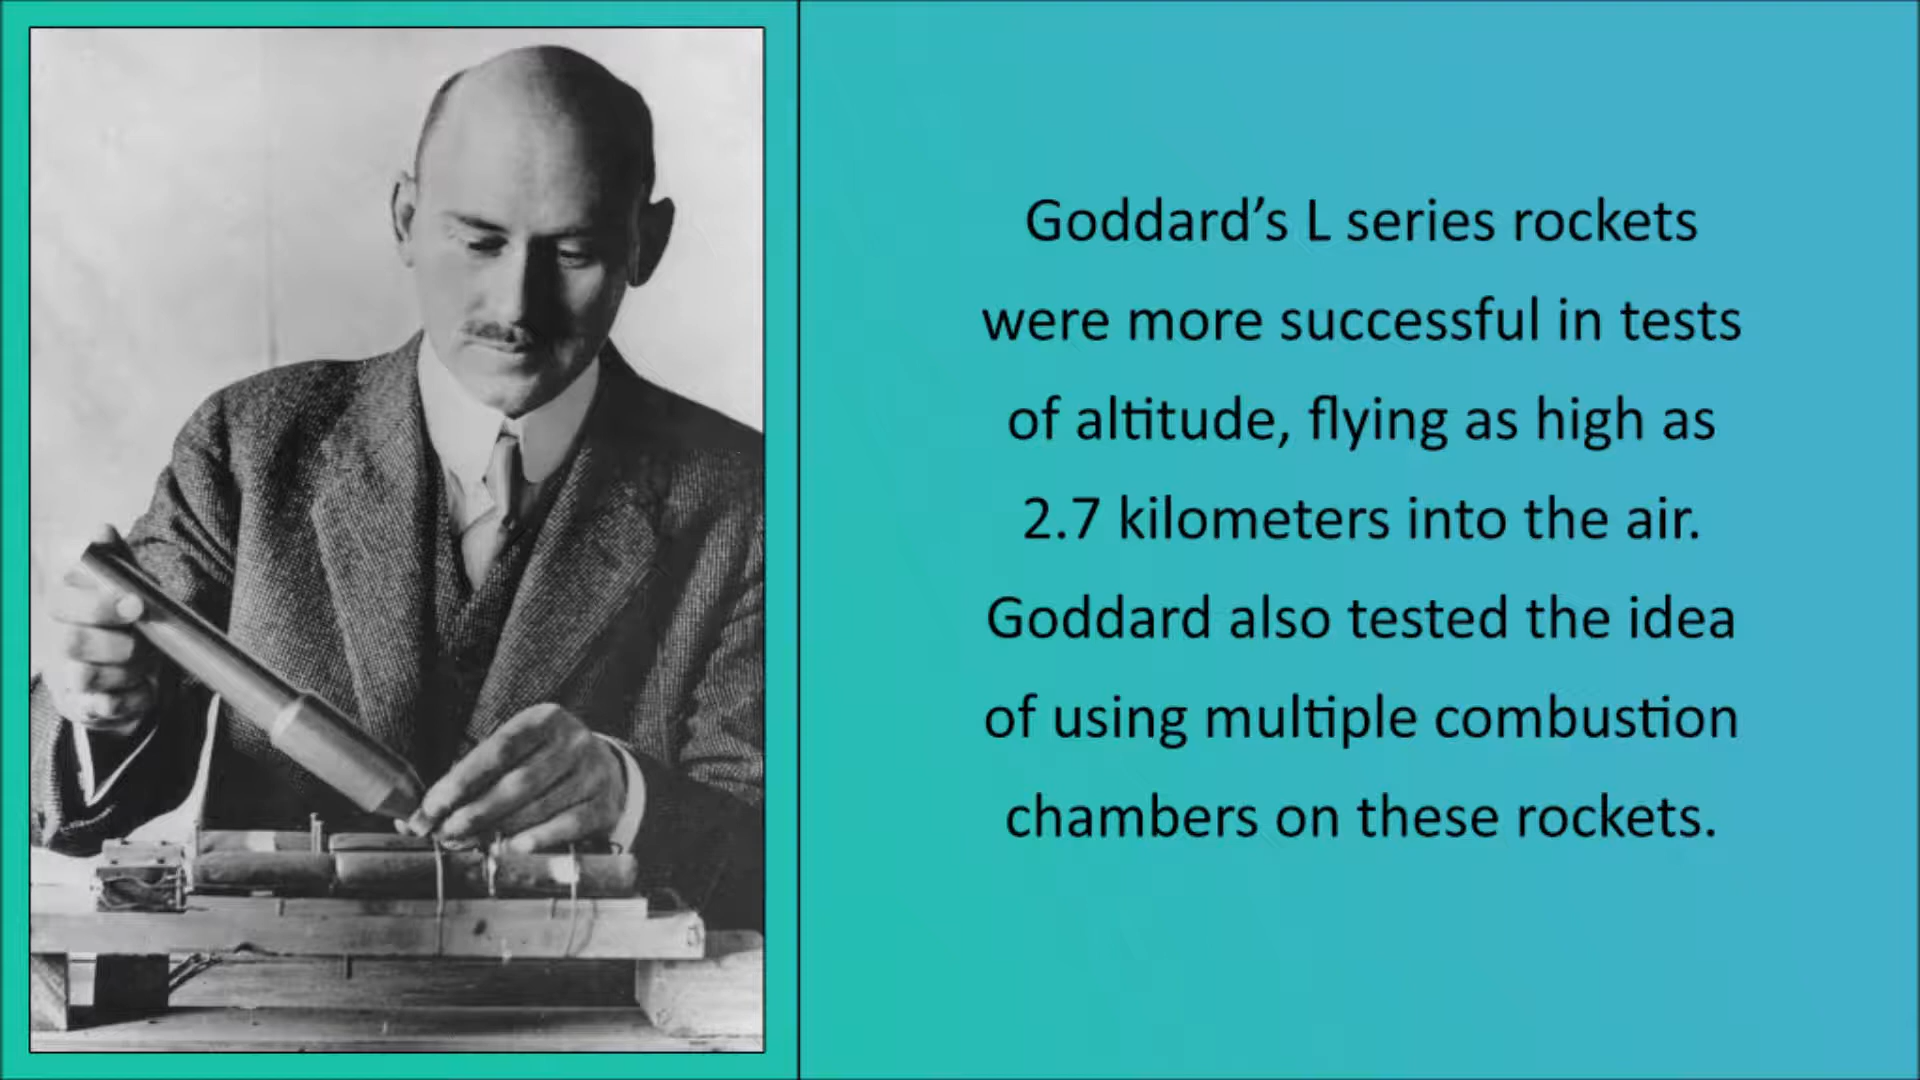 Goddard’s L series rockets
were more successful in tests
of altitude, flying as high as
2.7 kilometers into the air.
Goddard also tested the idea
of using multiple combustion
chambers on these rockets.